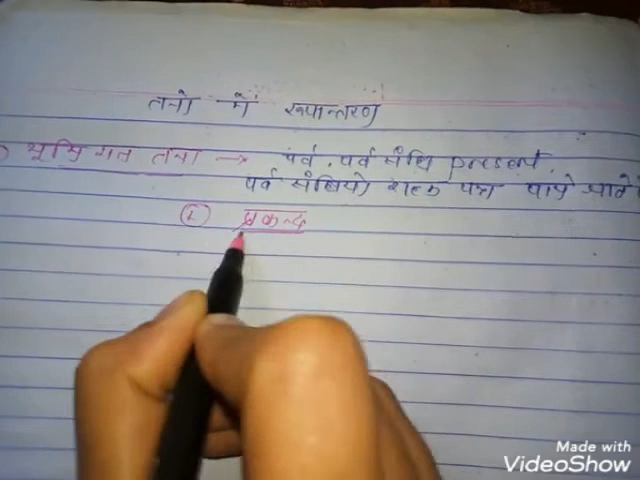 तनो में रूपान्तरण
भूमिगत तना → पर्व, पर्व संधि present,
पर्व संधियो शल्क पत्र पाये जाते
① प्रकन्द
Made with
VideoShow